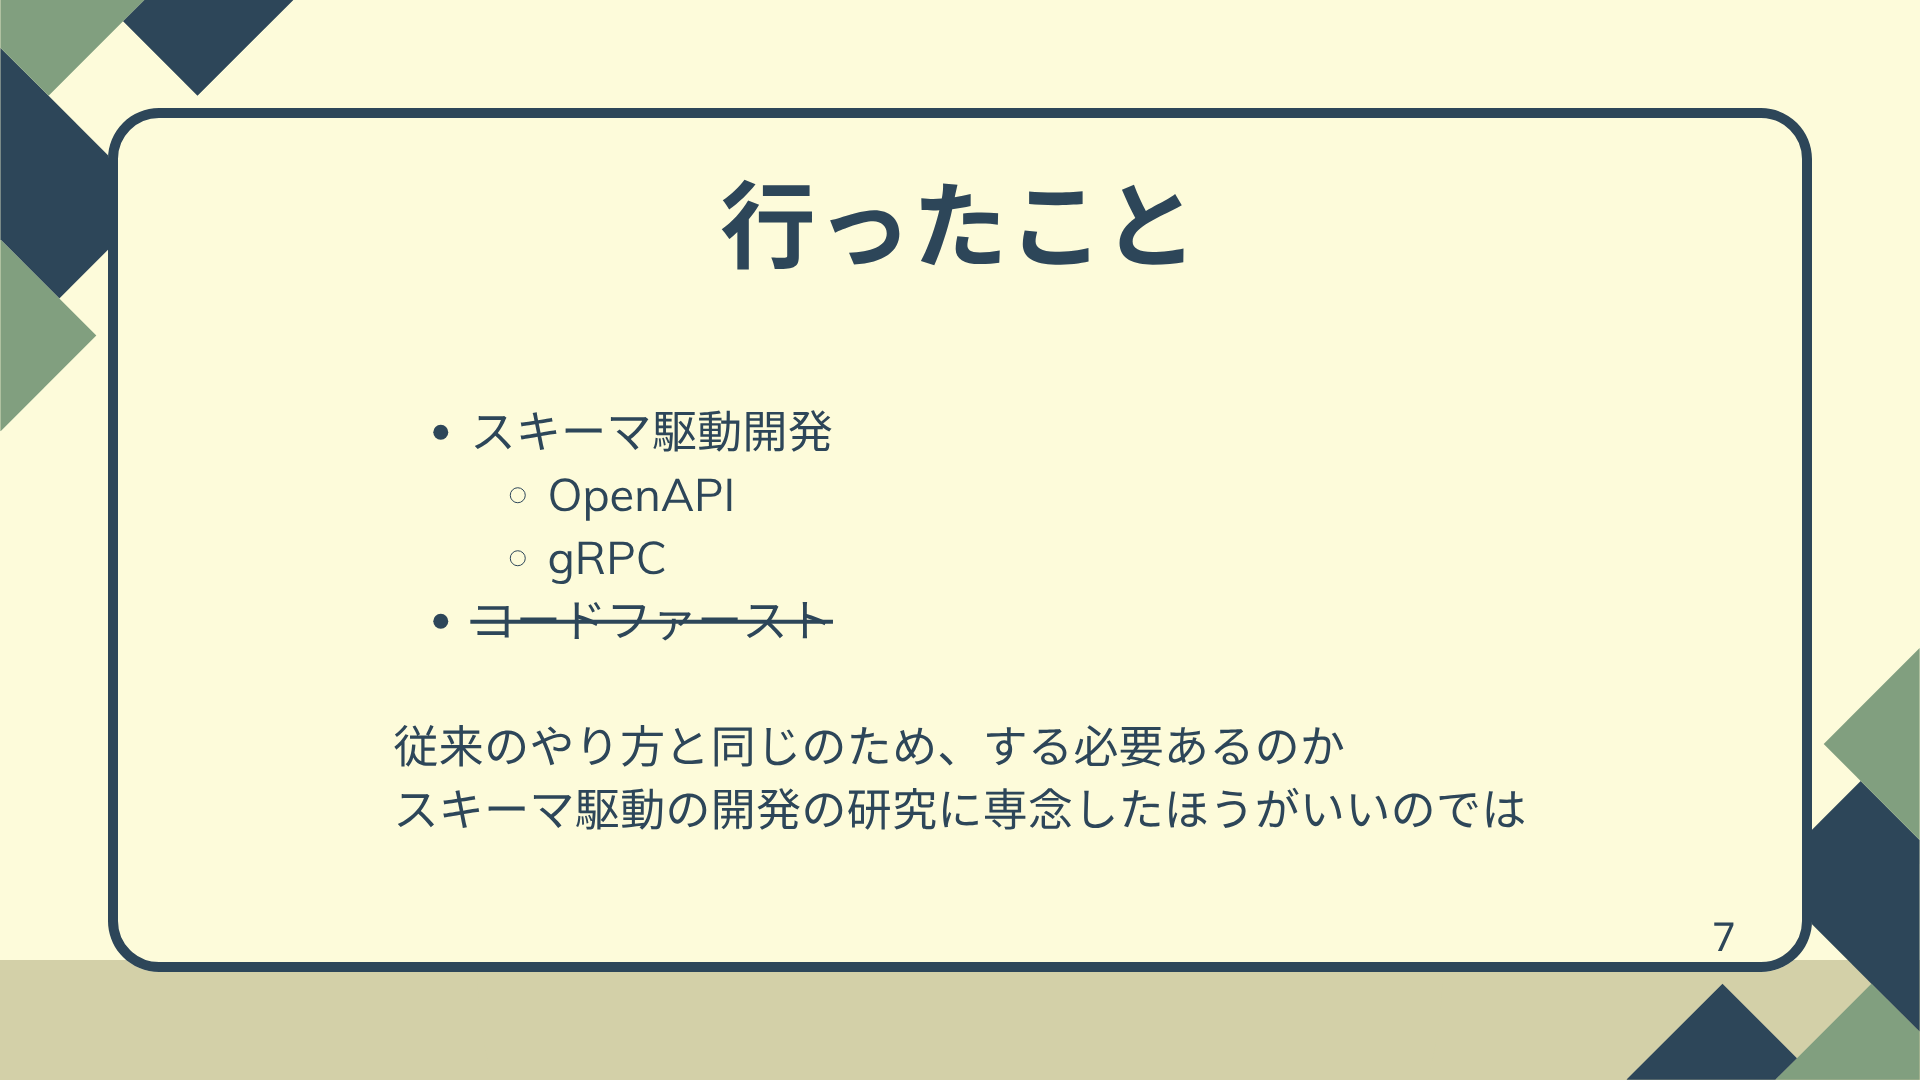 行ったこと
スキーマ駆動開発
OpenAPI
gRPC
コードファースト
従来のやり方と同じのため、する必要あるのか
スキーマ駆動の開発の研究に専念したほうがいいのでは
7